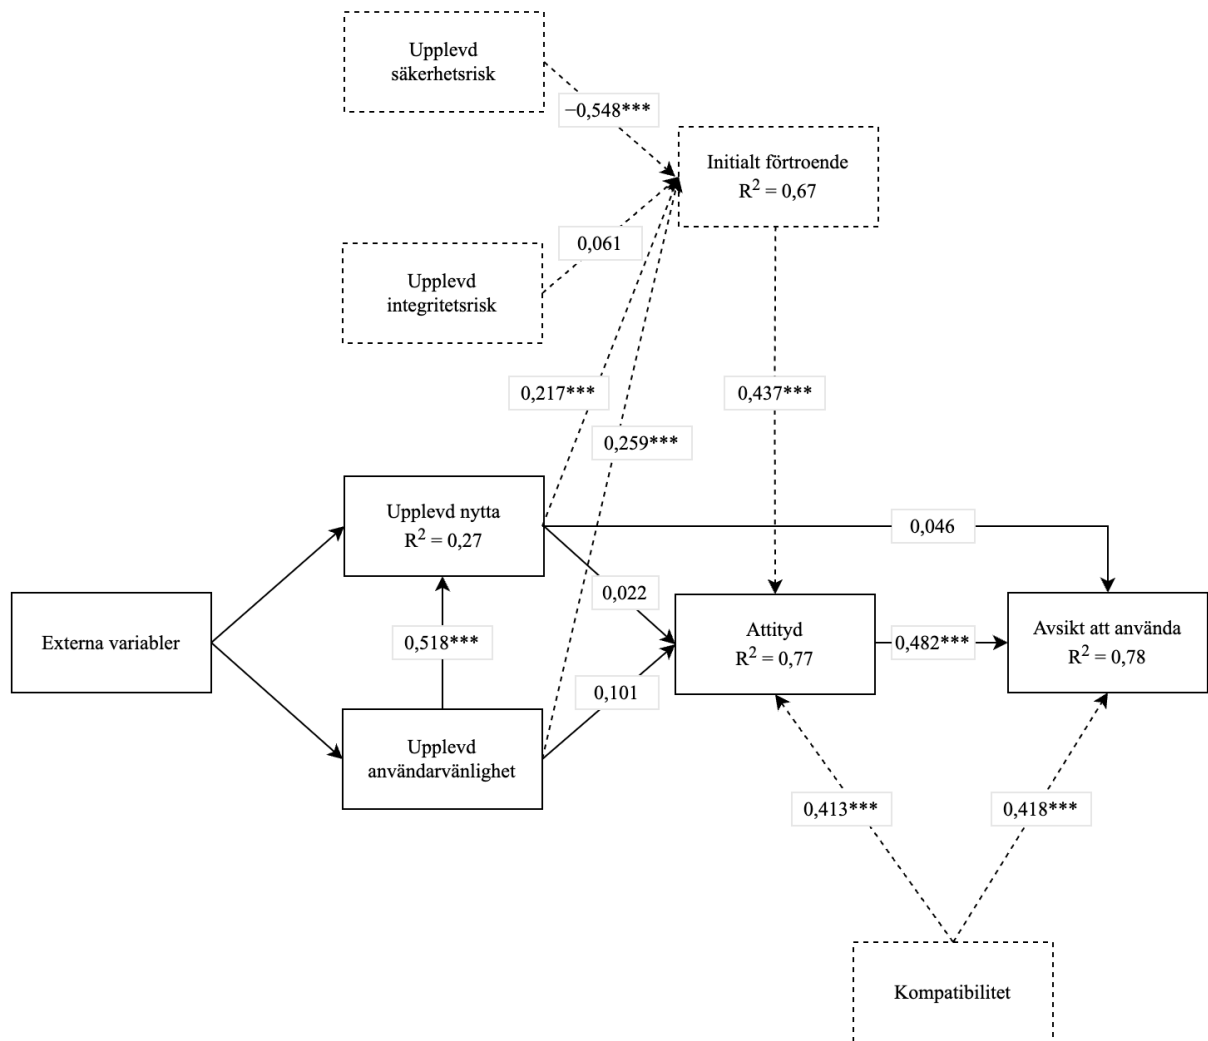 Upplevd
säkerhetsrisk
−0,548***
Initialt förtroende
R² = 0,67
0,061
Upplevd
integritetsrisk
0,217***
0,437***
0,259***
Upplevd nytta
R² = 0,27
0,046
0,022
Externa variabler
0,518***
Attityd
R² = 0,77
0,482***
Avsikt att använda
R² = 0,78
0,101
Upplevd
användarvänlighet
0,413***
0,418***
Kompatibilitet